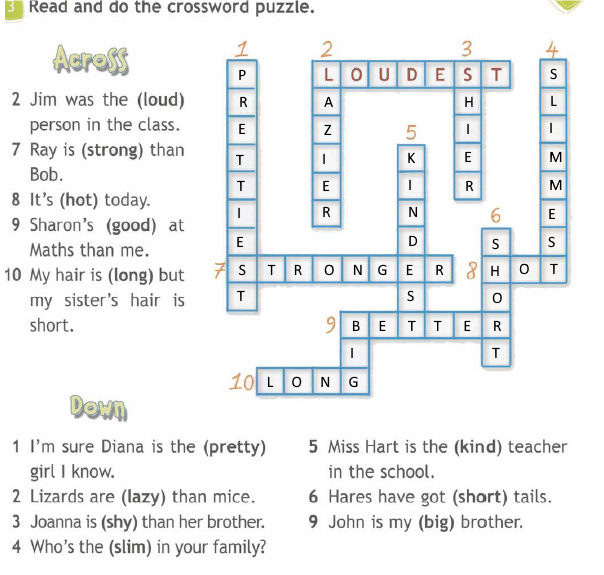 3 Read and do the crossword puzzle.
Across
2 Jim was the (loud)
person in the class.
7 Ray is (strong) than
Bob.
8 It's (hot) today.
9 Sharon's (good) at
Maths than me.
10 My hair is (long) but
my sister's hair is
short.
1 2 3 4
P L O U D E S T S
R A H L
E Z I I
5
T I K E M
T E I R M
I R N E
6
E D S S
7 S T R O N G E R 8 H O T
T S O
9 B E T T E R
I T
10 L O N G
Down
1 I'm sure Diana is the (pretty)
girl I know.
2 Lizards are (lazy) than mice.
3 Joanna is (shy) than her brother.
4 Who's the (slim) in your family?
5 Miss Hart is the (kind) teacher
in the school.
6 Hares have got (short) tails.
9 John is my (big) brother.